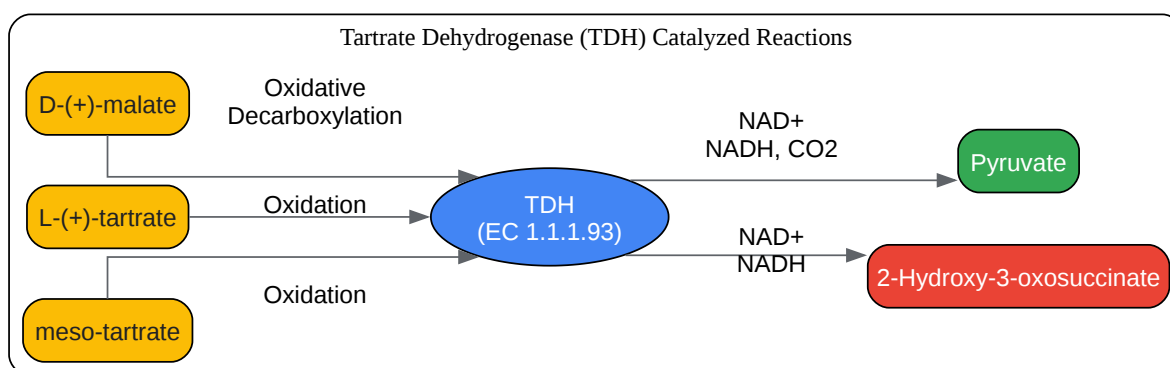 Tartrate Dehydrogenase (TDH) Catalyzed Reactions
D-(+)-malate
Oxidative
Decarboxylation
NAD+
NADH, CO2
Pyruvate
L-(+)-tartrate
Oxidation
TDH
(EC 1.1.1.93)
NAD+
NADH
2-Hydroxy-3-oxosuccinate
Oxidation
meso-tartrate